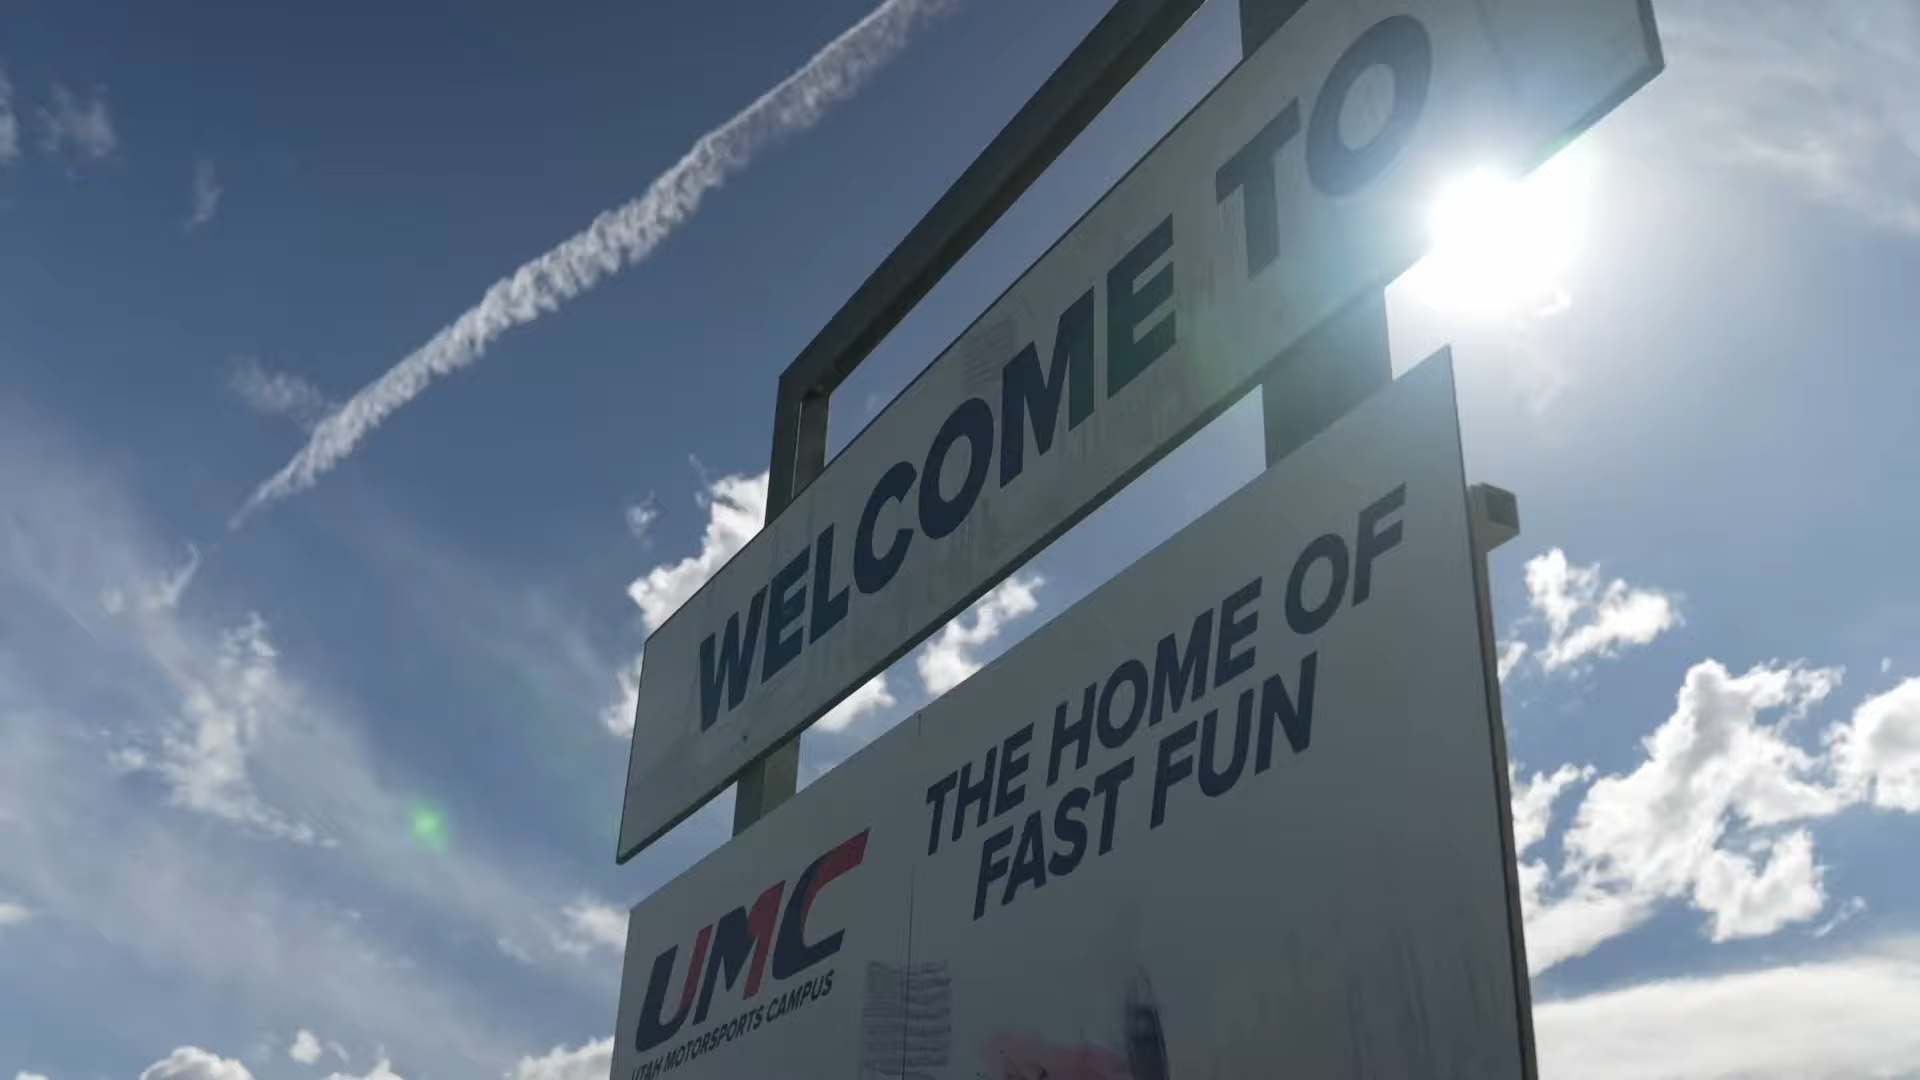 WELCOME TO
THE HOME OF
FAST FUN
UMC
UTAH MOTORSPORTS CAMPUS